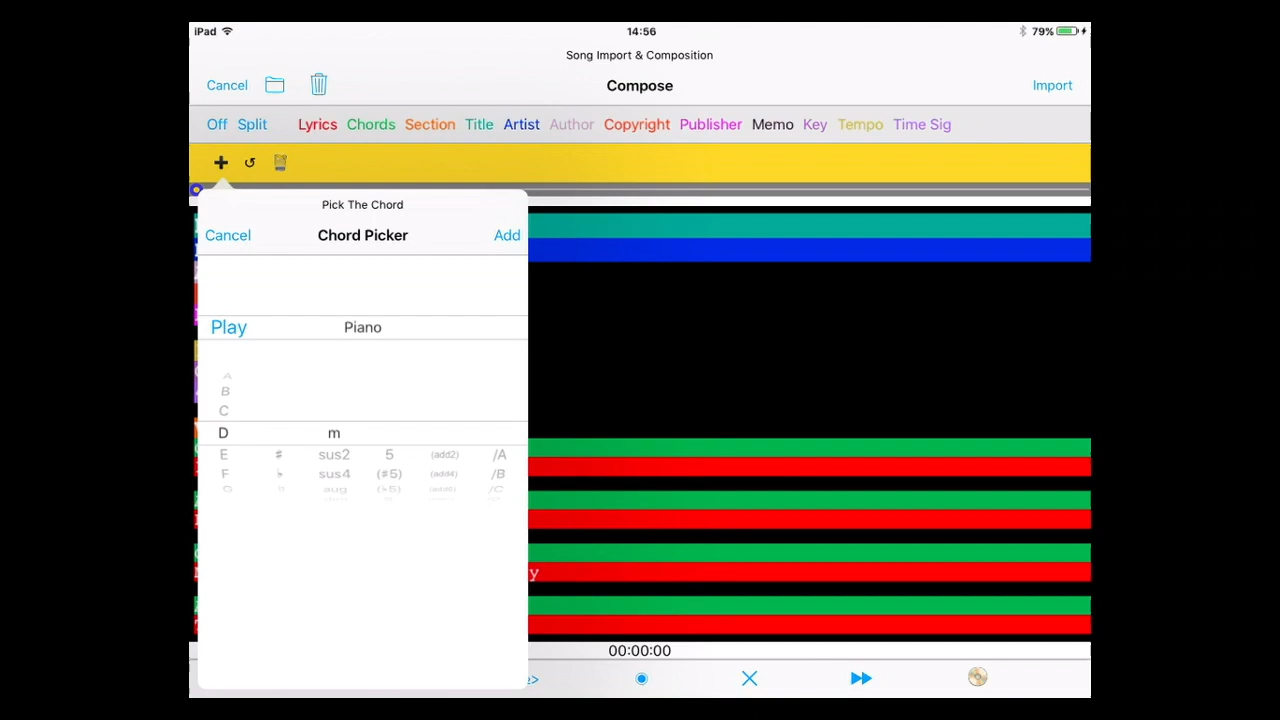 iPad 14:56 79%
Song Import & Composition
Cancel Compose Import
Off Split Lyrics Chords Section Title Artist Author Copyright Publisher Memo Key Tempo Time Sig
Pick The Chord
Cancel Chord Picker Add
Play Piano
A
B
C
D m
E ♯ sus2 5 (add2) /A
F ♭ sus4 (♯5) (add4) /B
G aug (♭5) /C
y
00:00:00